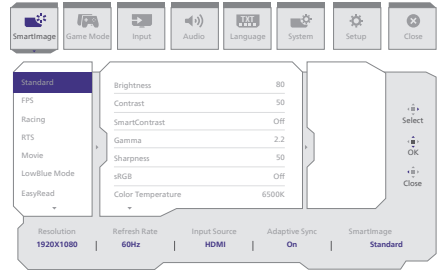 SmartImage
Game Mode
Input
Audio
TXT
Language
System
Setup
Close
Standard
FPS
Racing
RTS
Movie
LowBlue Mode
EasyRead
Brightness 80
Contrast 50
SmartContrast Off
Gamma 2.2
Sharpness 50
sRGB Off
Color Temperature 6500K
Select
OK
Close
Resolution Refresh Rate Input Source Adaptive Sync SmartImage
1920X1080 | 60Hz | HDMI | On | Standard